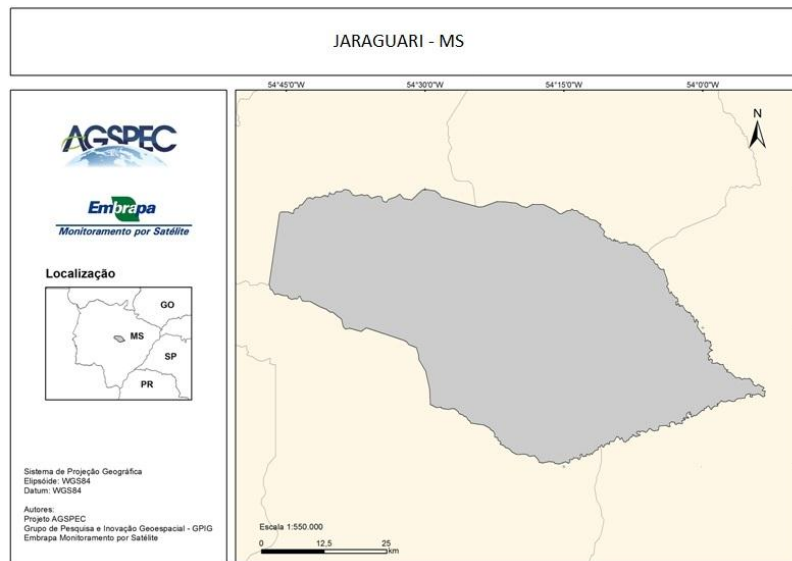 JARAGUARI - MS
AGSPEC
Embrapa
Monitoramento por Satélite
Localização
GO
MS
SP
PR
Sistema de Projeção Geográfica
Elipsóide: WGS84
Datum: WGS84
Autores:
Projeto AGSPEC
Grupo de Pesquisa e Inovação Geoespacial - GPIG
Embrapa Monitoramento por Satélite
54°45'0"W 54°30'0"W 54°15'0"W 54°0'0"W
N
Escala 1:550.000
0 12,5 25
km